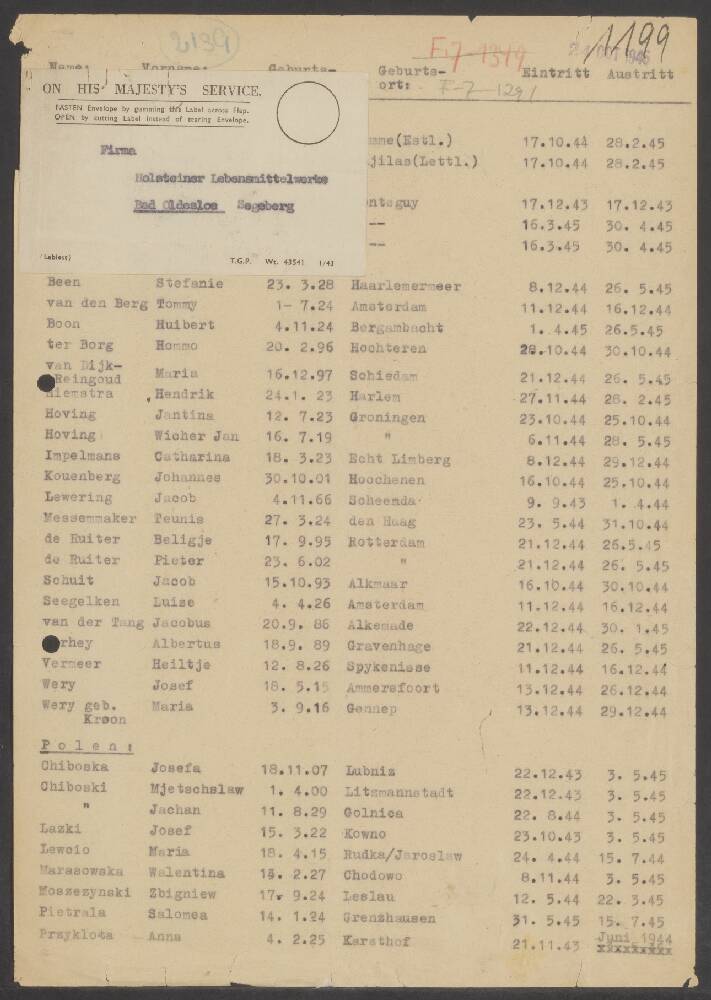 2139
F-7-1349
1199
F-7-1291
Geburts-
ort:
Eintritt Austritt
ON HIS MAJESTY'S SERVICE.
FASTEN Envelope by gumming this Label across Flap.
OPEN by cutting Label instead of tearing Envelope.
Firma
Holsteiner Lebensmittelwerke
Bad Oldesloe Segeberg
T.G.P. Wt. 43541 1/43
(Estl.) 17.10.44 28.2.45
(Lettl.) 17.10.44 28.2.45
17.12.43 17.12.43
-- 16.3.45 30. 4.45
-- 16.3.45 30. 4.45
Been Stefanie 23. 3.28 Haarlemermeer 8.12.44 26. 5.45
van den Berg Tommy 1- 7.24 Amsterdam 11.12.44 16.12.44
Boon Huibert 4.11.24 Bergambacht 1. 4.45 26.5.45
ter Borg Hommo 20. 2.96 Hochteren 28.10.44 30.10.44
van Dijk-
Reingoud Maria 16.12.97 Schiedam 21.12.44 26. 5.45
Hiemstra Hendrik 24.1. 23 Harlem 27.11.44 28. 2.45
Hoving Jantina 12. 7.23 Groningen 23.10.44 25.10.44
Hoving Wicher Jan 16. 7.19 " 6.11.44 28. 5.45
Impelmans Catharina 18. 3.23 Echt Limberg 8.12.44 29.12.44
Kouenberg Johannes 30.10.01 Hocchenen 16.10.44 25.10.44
Lewering Jacob 4.11.66 Scheemda 9. 9.43 1. 4.44
Messemmaker Teunis 27. 3.24 den Haag 23. 5.44 31.10.44
de Ruiter Beligje 17. 9.95 Rotterdam 21.12.44 26.5.45
de Ruiter Pieter 23. 6.02 " 21.12.44 26. 5.45
Schuit Jacob 15.10.93 Alkmaar 16.10.44 30.10.44
Seegelken Luise 4. 4.26 Amsterdam 11.12.44 16.12.44
van der Tang Jacobus 20.9. 86 Alkemade 22.12.44 30. 1.45
rhey Albertus 18.9. 89 Gravenhage 21.12.44 26. 5.45
Vermeer Heiltje 12. 8.26 Spykenisse 11.12.44 16.12.44
Wery Josef 18. 5.15 Ammersfoort 13.12.44 26.12.44
Wery geb. Maria 3. 9.16 Gennep 13.12.44 29.12.44
Kroon
Polen:
Chiboska Josefa 18.11.07 Lubniz 22.12.43 3. 5.45
Chiboski Mjetschslaw 1. 4.00 Litzmannstadt 22.12.43 3. 5.45
" Jachan 11. 8.29 Golnica 22. 8.44 3. 5.45
Lazki Josef 15. 3.22 Kowno 23.10.43 3. 5.45
Lewcio Maria 18. 4.15 Rudka/Jaroslaw 24. 4.44 15. 7.44
Marasowska Walentina 14. 2.27 Chodowo 8.11.44 3. 5.45
Moszezynski Zbigniew 17. 9.24 Leslau 12. 5.44 22. 3.45
Pietrala Salomea 14. 1.24 Grenzhausen 31. 5.45 15. 7.45
Przyklota Anna 4. 2.25 Karsthof 21.11.43 Juni 1944
xxxxxxxxx